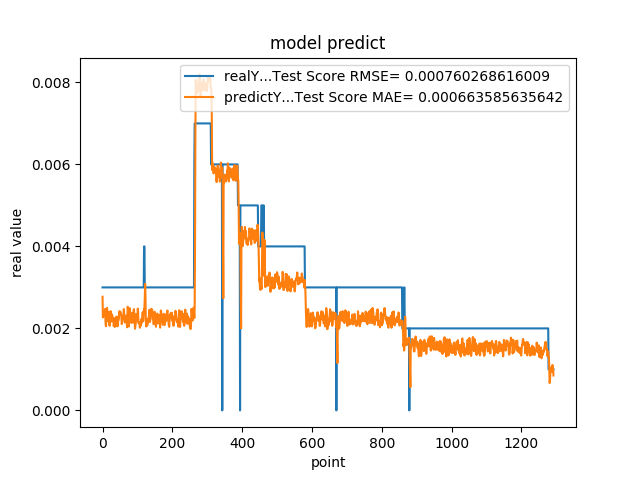 model predict
realY...Test Score RMSE= 0.000760268616009
predictY...Test Score MAE= 0.000663585635642
0.008
0.006
0.004
0.002
0.000
real value
0 200 400 600 800 1000 1200
point